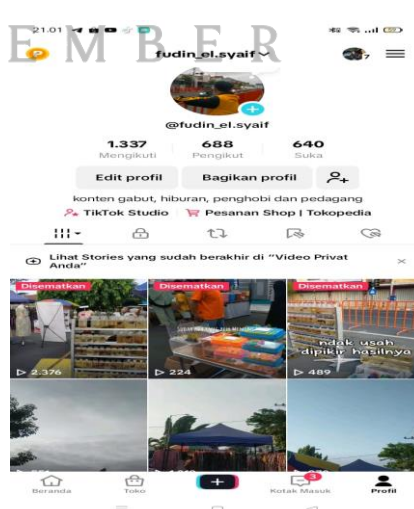 21.01
E M B E R
fudin_el.syaif
7
@fudin_el.syaif
1.337 688 640
Mengikuti Pengikut Suka
Edit profil Bagikan profil
konten gabut, hiburan, penghobi dan pedagang
TikTok Studio Pesanan Shop | Tokopedia
Lihat Stories yang sudah berakhir di “Video Privat
Anda”
Disematkan Disematkan Disematkan
ndak usah
dipikir hasilnya
2.376 224 489
3
Beranda Toko Kotak Masuk Profil